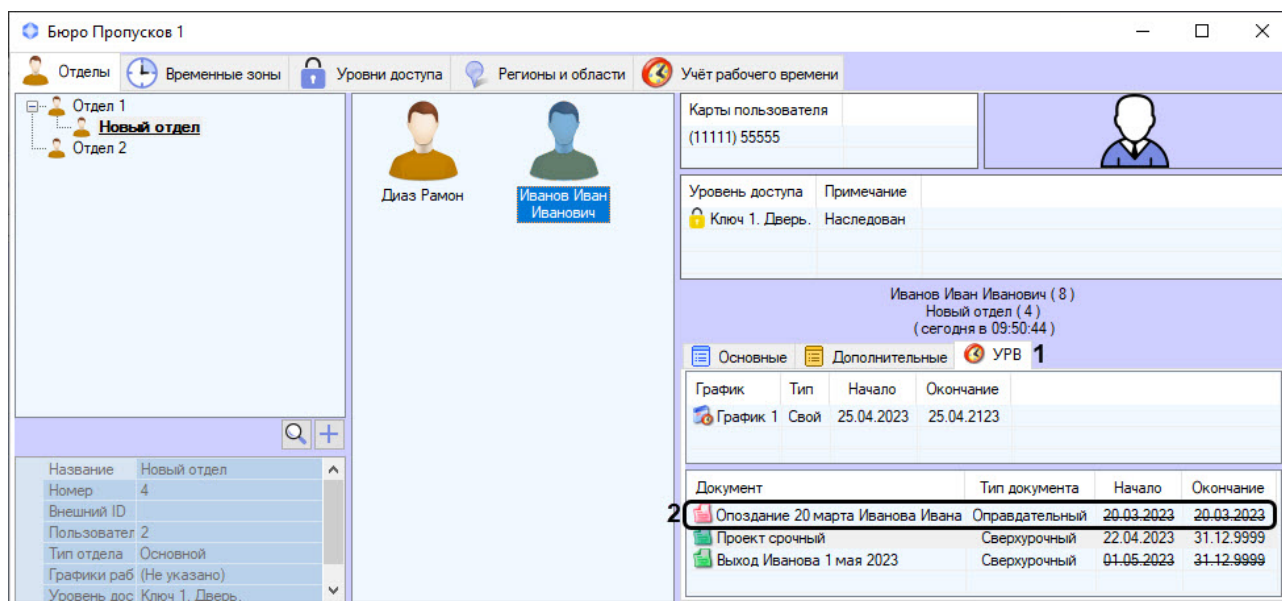 Бюро Пропусков 1
Отделы Временные зоны Уровни доступа Регионы и области Учёт рабочего времени
Отдел 1
Новый отдел
Отдел 2
Название Новый отдел
Номер 4
Внешний ID
Пользовател 2
Тип отдела Основной
Графики раб (Не указано)
Уровень дос Ключ 1. Дверь.
Диаз Рамон
Иванов Иван
Иванович
Карты пользователя
(11111) 55555
Уровень доступа Примечание
Ключ 1. Дверь. Наследован
Иванов Иван Иванович ( 8 )
Новый отдел ( 4 )
( сегодня в 09:50:44 )
Основные Дополнительные УРВ 1
График Тип Начало Окончание
График 1 Свой 25.04.2023 25.04.2123
Документ Тип документа Начало Окончание
2 Опоздание 20 марта Иванова Ивана Оправдательный 20.03.2023 20.03.2023
Проект срочный Сверхурочный 22.04.2023 31.12.9999
Выход Иванова 1 мая 2023 Сверхурочный 01.05.2023 31.12.9999